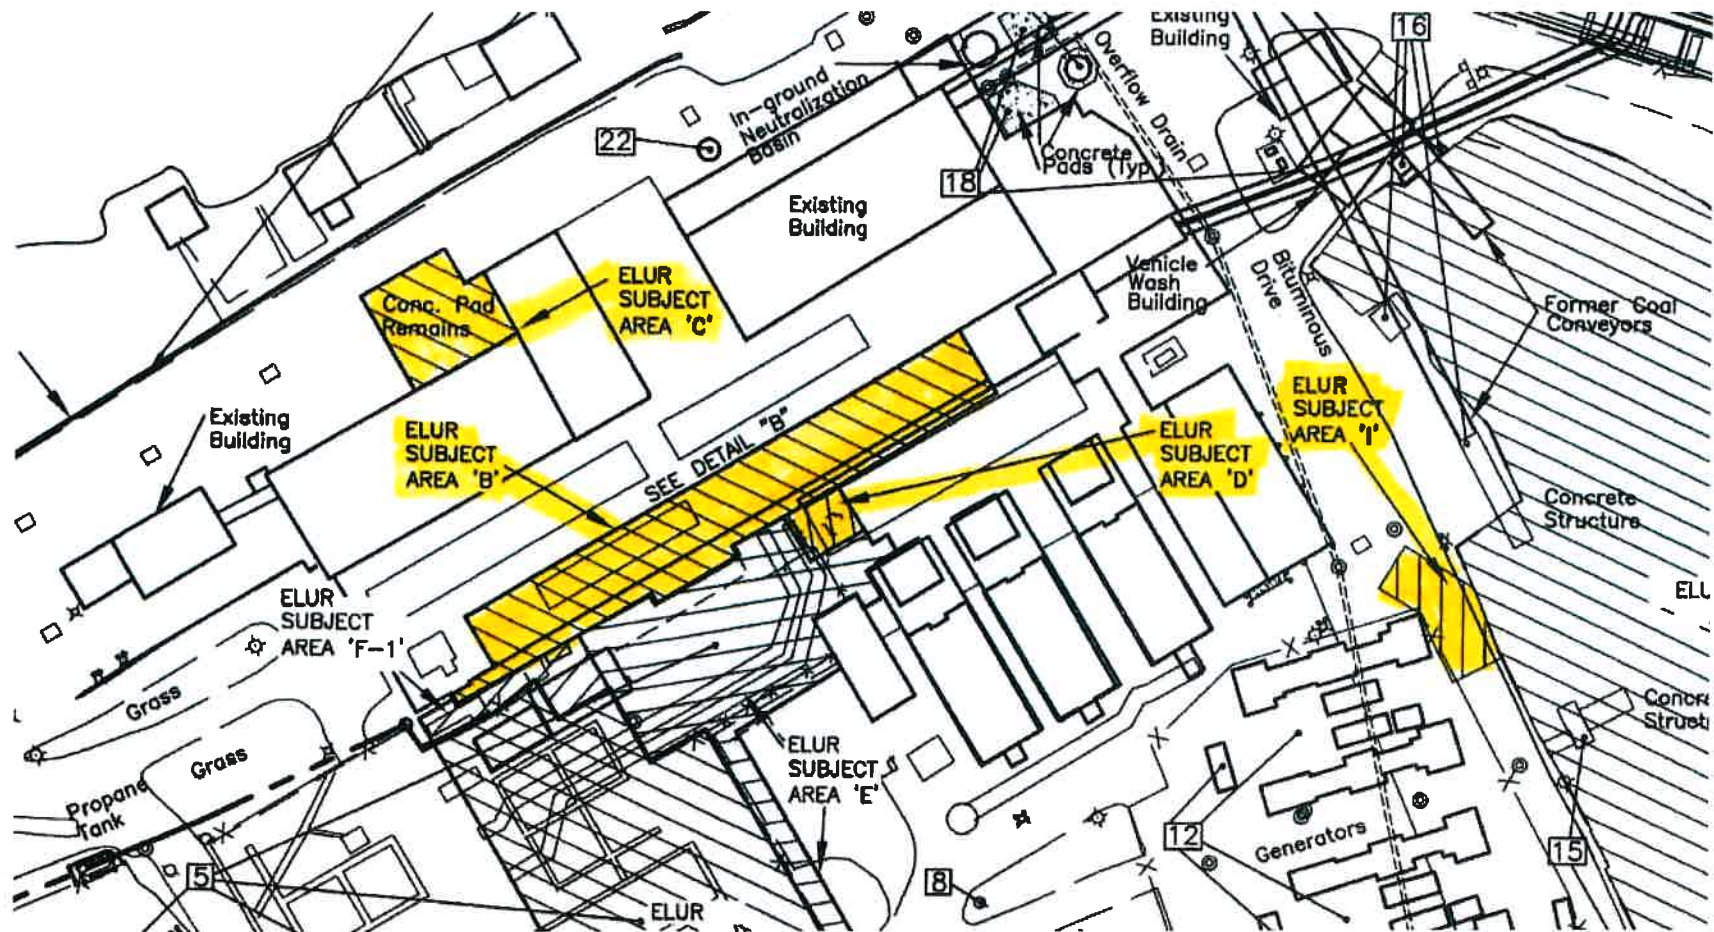 Existing
Building
16
In-ground
Neutralization
Basin
Overflow Drain
22
Concrete
Pads (Typ)
18
Existing
Building
ELUR
SUBJECT
AREA 'C'
Conc. Pad
Remains
Vehicle
Wash
Building
Bituminous
Drive
Former Coal
Conveyors
Existing
Building
ELUR
SUBJECT
AREA 'B'
SEE DETAIL "B"
ELUR
SUBJECT
AREA 'D'
ELUR
SUBJECT
AREA 'I'
Concrete
Structure
ELUR
SUBJECT
AREA 'F-1'
Grass
Grass
Propane
Tank
ELUR
SUBJECT
AREA 'E'
5
8
12
Generators
15
ELUR